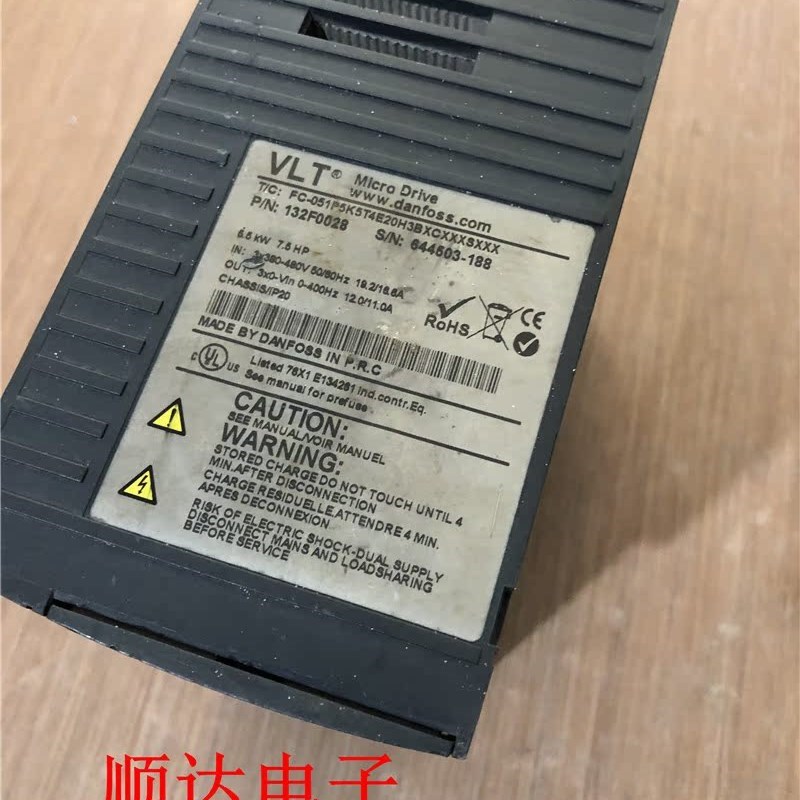 VLT® Micro Drive
www.danfoss.com
T/C: FC-051P5K5T4E20H3BXCXXXSXXX
P/N: 132F0028 S/N: 644503-188
5.5 kW 7.5 HP
IN: 3x380-480V 50/60Hz 19.2/16.6A
OUT: 3x0-Vin 0-400Hz 12.0/11.0A
CHASSIS/IP20
RoHS CE
MADE BY DANFOSS IN P.R.C
c UL US Listed 76X1 E134261 Ind.contr.Eq.
See manual for prefuse
CAUTION:
SEE MANUAL/VOIR MANUEL
WARNING:
STORED CHARGE DO NOT TOUCH UNTIL 4
MIN.AFTER DISCONNECTION
CHARGE RESIDUELLE,ATTENDRE 4 MIN.
APRES DECONNEXION
RISK OF ELECTRIC SHOCK-DUAL SUPPLY
DISCONNECT MAINS AND LOADSHARING
BEFORE SERVICE
顺达电子